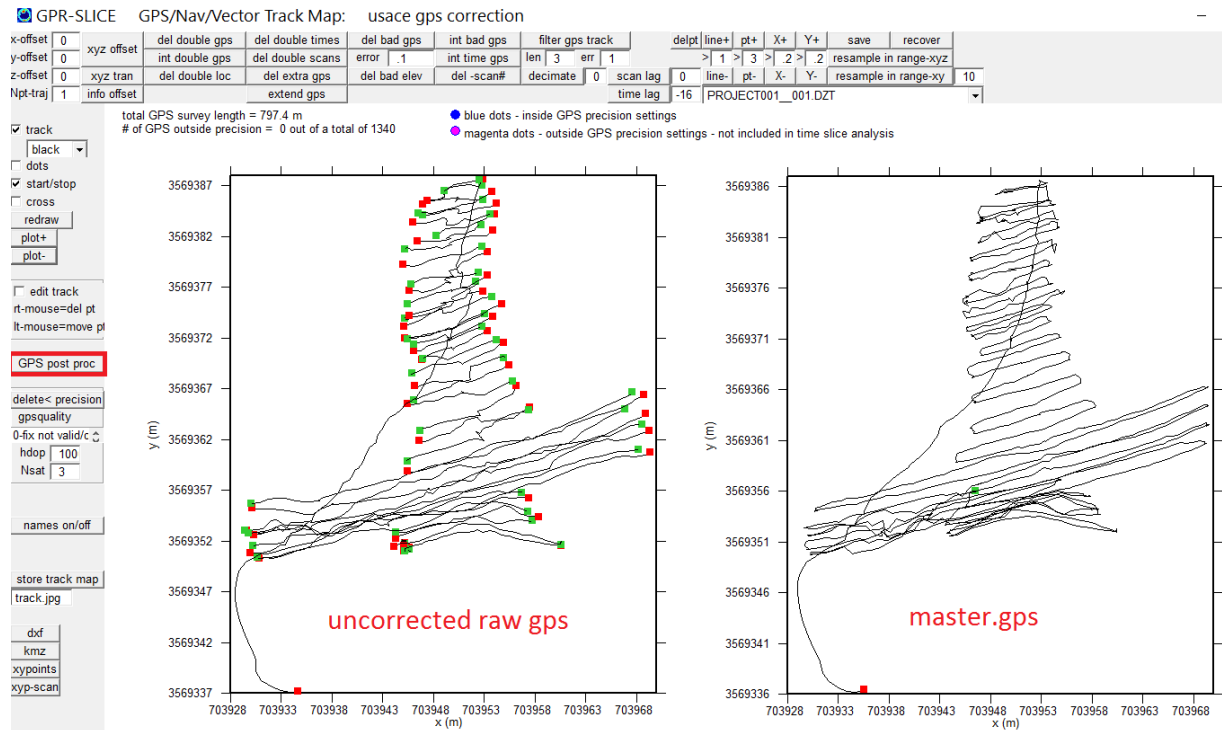 GPR-SLICE GPS/Nav/Vector Track Map: usace gps correction
x-offset 0 xyz offset del double gps del double times del bad gps int bad gps filter gps track delpt line+ pt+ X+ Y+ save recover
y-offset 0 int double gps del double scans error .1 int time gps len 3 err 1 > 1 > 3 > .2 > .2 resample in range-xyz
z-offset 0 xyz tran del double loc del extra gps del bad elev del -scan# decimate 0 scan lag 0 line- pt- X- Y- resample in range-xy 10
Npt-traj 1 info offset extend gps time lag -16 PROJECT001__001.DZT
total GPS survey length = 797.4 m
# of GPS outside precision = 0 out of a total of 1340
blue dots - inside GPS precision settings
magenta dots - outside GPS precision settings - not included in time slice analysis
track
black
dots
start/stop
cross
redraw
plot+
plot-
edit track
rt-mouse=del pt
lt-mouse=move pt
GPS post proc
delete< precision
gpsquality
0-fix not valid/c
hdop 100
Nsat 3
names on/off
store track map
track.jpg
dxf
kmz
xypoints
xyp-scan
3569387
3569382
3569377
3569372
3569367
3569362
3569357
3569352
3569347
3569342
3569337
y (m)
uncorrected raw gps
703928 703933 703938 703943 703948 703953 703958 703963 703968
x (m)
3569386
3569381
3569376
3569371
3569366
3569361
3569356
3569351
3569346
3569341
3569336
y (m)
master.gps
703928 703933 703938 703943 703948 703953 703958 703963 703968
x (m)